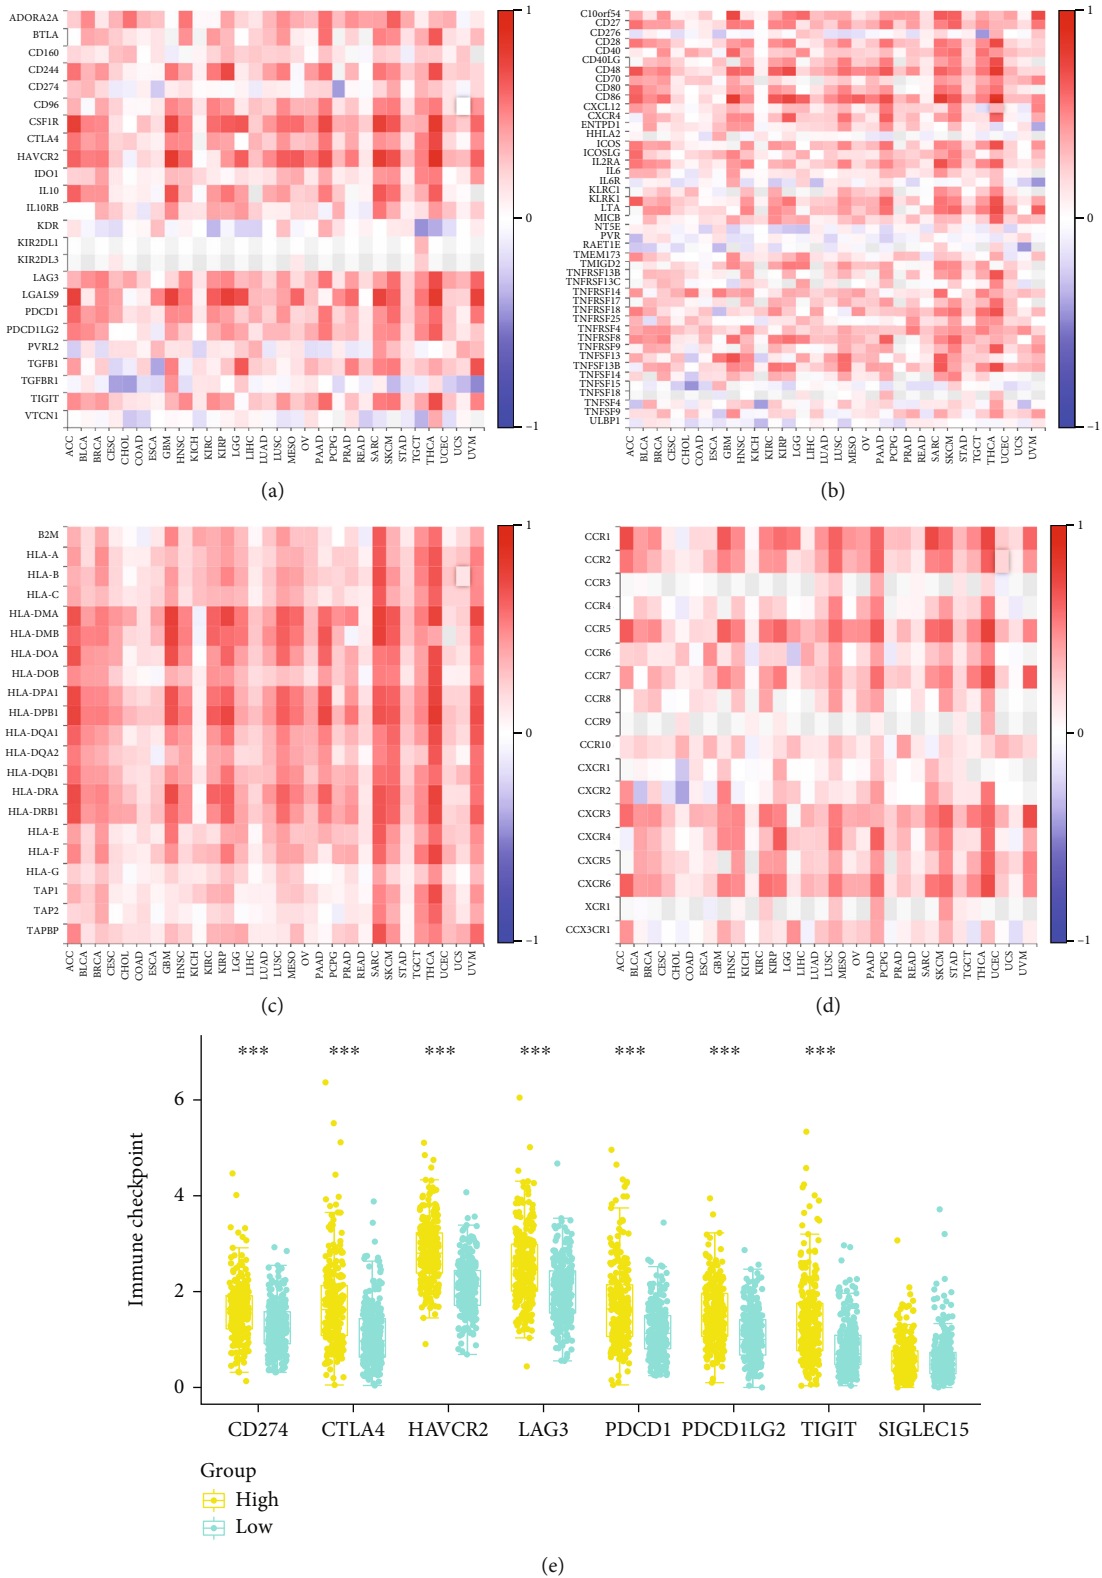 ADORA2A
BTLA
CD160
CD244
CD274
CD96
CSF1R
CTLA4
HAVCR2
IDO1
IL10
IL10RB
KDR
KIR2DL1
KIR2DL3
LAG3
LGALS9
PDCD1
PDCD1LG2
PVRL2
TGFB1
TGFBR1
TIGIT
VTCN1
ACC BLCA BRCA CESC CHOL COAD ESCA GBM HNSC KICH KIRC KIRP LGG LIHC LUAD LUSC MESO OV PAAD PCPG PRAD READ SARC SKCM STAD TGCT THCA UCEC UCS UVM
1
0
−1
(a)
C10orf54
CD27
CD276
CD28
CD40
CD40LG
CD48
CD70
CD80
CD86
CXCL12
CXCR4
ENTPD1
HHLA2
ICOS
ICOSLG
IL2RA
IL6
IL6R
KLRC1
KLRK1
LTA
MICB
NT5E
PVR
RAET1E
TMEM173
TMIGD2
TNFRSF13B
TNFRSF13C
TNFRSF14
TNFRSF17
TNFRSF18
TNFRSF25
TNFRSF4
TNFRSF8
TNFRSF9
TNFSF13
TNFSF13B
TNFSF14
TNFSF15
TNFSF18
TNFSF4
TNFSF9
ULBP1
ACC BLCA BRCA CESC CHOL COAD ESCA GBM HNSC KICH KIRC KIRP LGG LIHC LUAD LUSC MESO OV PAAD PCPG PRAD READ SARC SKCM STAD TGCT THCA UCEC UCS UVM
1
0
−1
(b)
B2M
HLA-A
HLA-B
HLA-C
HLA-DMA
HLA-DMB
HLA-DOA
HLA-DOB
HLA-DPA1
HLA-DPB1
HLA-DQA1
HLA-DQA2
HLA-DQB1
HLA-DRA
HLA-DRB1
HLA-E
HLA-F
HLA-G
TAP1
TAP2
TAPBP
ACC BLCA BRCA CESC CHOL COAD ESCA GBM HNSC KICH KIRC KIRP LGG LIHC LUAD LUSC MESO OV PAAD PCPG PRAD READ SARC SKCM STAD TGCT THCA UCEC UCS UVM
1
0
−1
(c)
CCR1
CCR2
CCR3
CCR4
CCR5
CCR6
CCR7
CCR8
CCR9
CCR10
CXCR1
CXCR2
CXCR3
CXCR4
CXCR5
CXCR6
XCR1
CCX3CR1
ACC BLCA BRCA CESC CHOL COAD ESCA GBM HNSC KICH KIRC KIRP LGG LIHC LUAD LUSC MESO OV PAAD PCPG PRAD READ SARC SKCM STAD TGCT THCA UCEC UCS UVM
1
0
−1
(d)
*** *** *** *** *** *** ***
Immune checkpoint
6
4
2
0
CD274 CTLA4 HAVCR2 LAG3 PDCD1 PDCD1LG2 TIGIT SIGLEC15
Group
High
Low
(e)